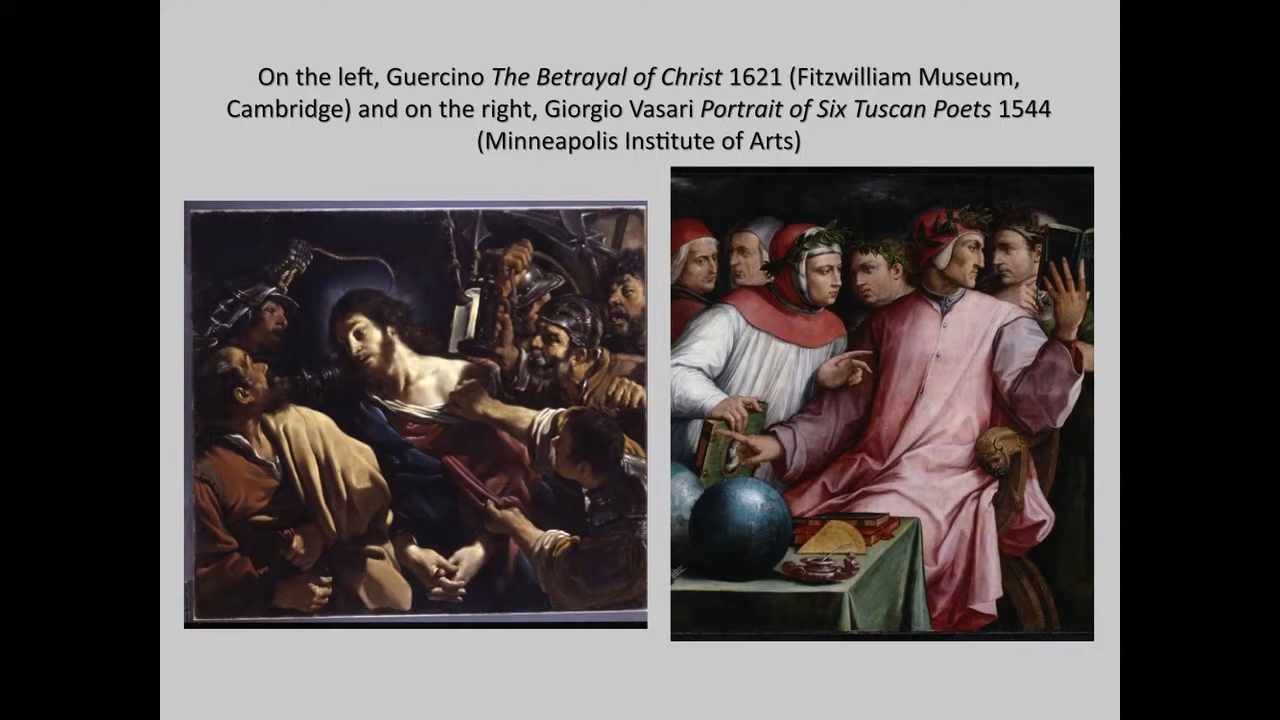 On the left, Guercino The Betrayal of Christ 1621 (Fitzwilliam Museum,
Cambridge) and on the right, Giorgio Vasari Portrait of Six Tuscan Poets 1544
(Minneapolis Institute of Arts)